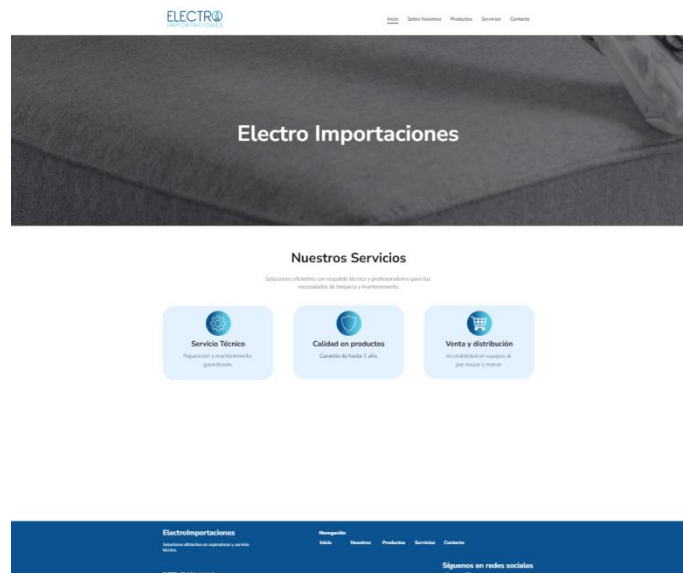 ELECTRO
IMPORTACIONES
Inicio Sobre Nosotros Productos Servicios Contacto
Electro Importaciones
Nuestros Servicios
Soluciones eficientes con respaldo técnico y profesionalismo para tus
necesidades de limpieza y mantenimiento.
Servicio Técnico
Reparación y mantenimiento
garantizado.
Calidad en productos
Garantía de hasta 1 año.
Venta y distribución
Accesibilidad en equipos al
por mayor y menor.
ElectroImportaciones
Soluciones eficientes en aspiradoras y servicio
técnico.
Navegación
Inicio Nosotros Productos Servicios Contacto
Síguenos en redes sociales